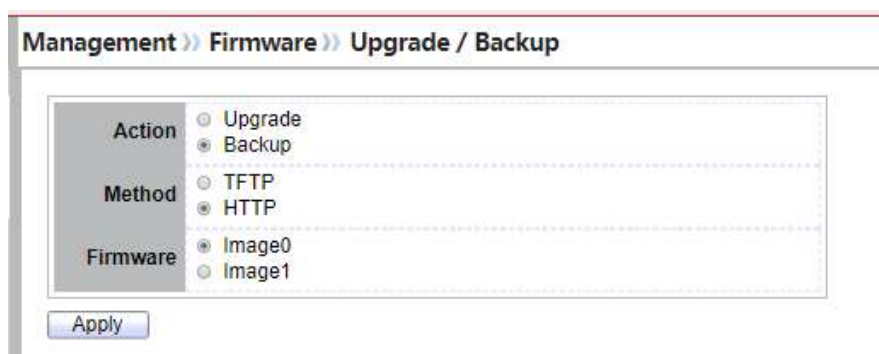 Management » Firmware » Upgrade / Backup
Action
Upgrade
Backup
Method
TFTP
HTTP
Firmware
Image0
Image1
Apply